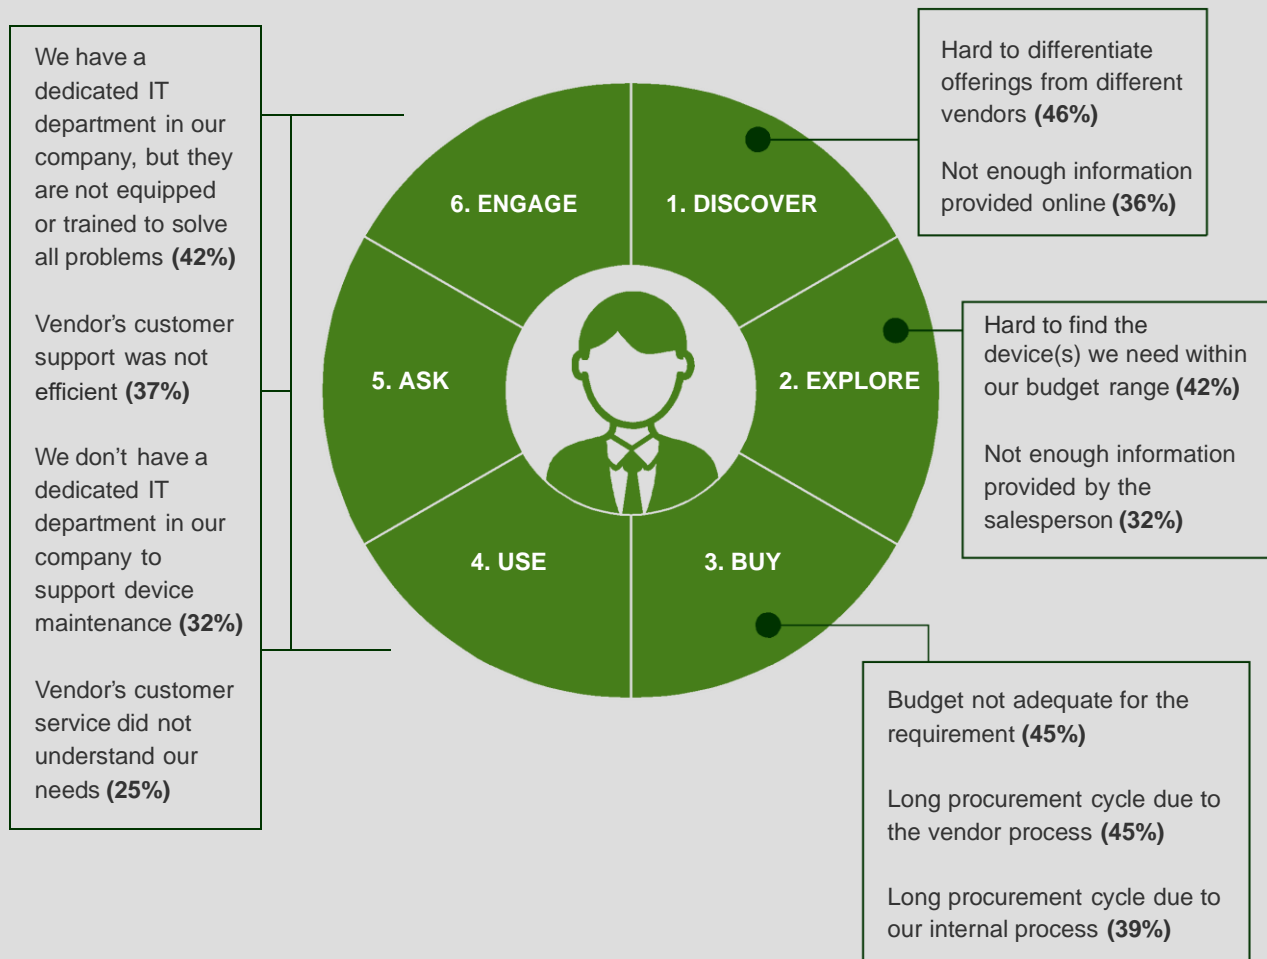 We have a
dedicated IT
department in our
company, but they
are not equipped
or trained to solve
all problems (42%)
Vendor's customer
support was not
efficient (37%)
We don't have a
dedicated IT
department in our
company to
support device
maintenance (32%)
Vendor's customer
service did not
understand our
needs (25%)
6. ENGAGE
1. DISCOVER
5. ASK
2. EXPLORE
4. USE
3. BUY
Hard to differentiate
offerings from different
vendors (46%)
Not enough information
provided online (36%)
Hard to find the
device(s) we need within
our budget range (42%)
Not enough information
provided by the
salesperson (32%)
Budget not adequate for the
requirement (45%)
Long procurement cycle due to
the vendor process (45%)
Long procurement cycle due to
our internal process (39%)